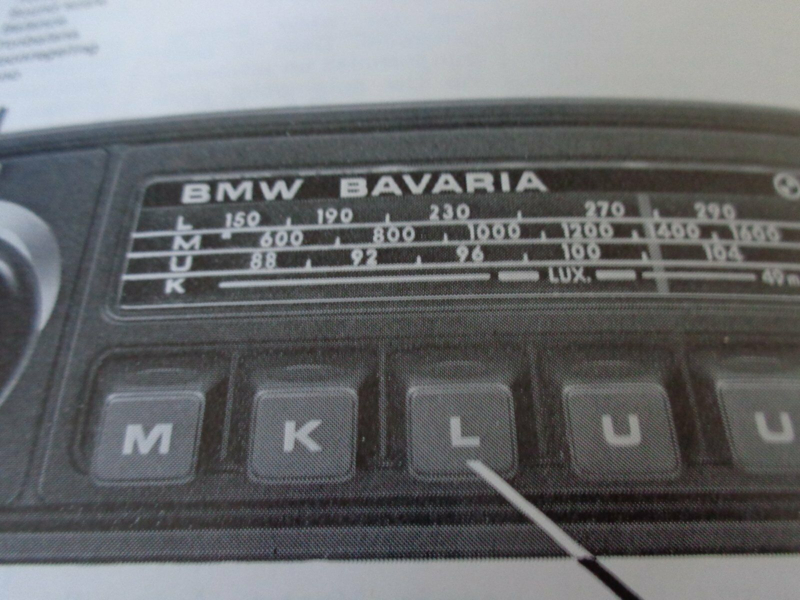 BMW BAVARIA
L 150 190 230 270 290
M 600 800 1000 1200 1400 1600
U 88 92 96 100 104
K LUX. 49m
M K L U U